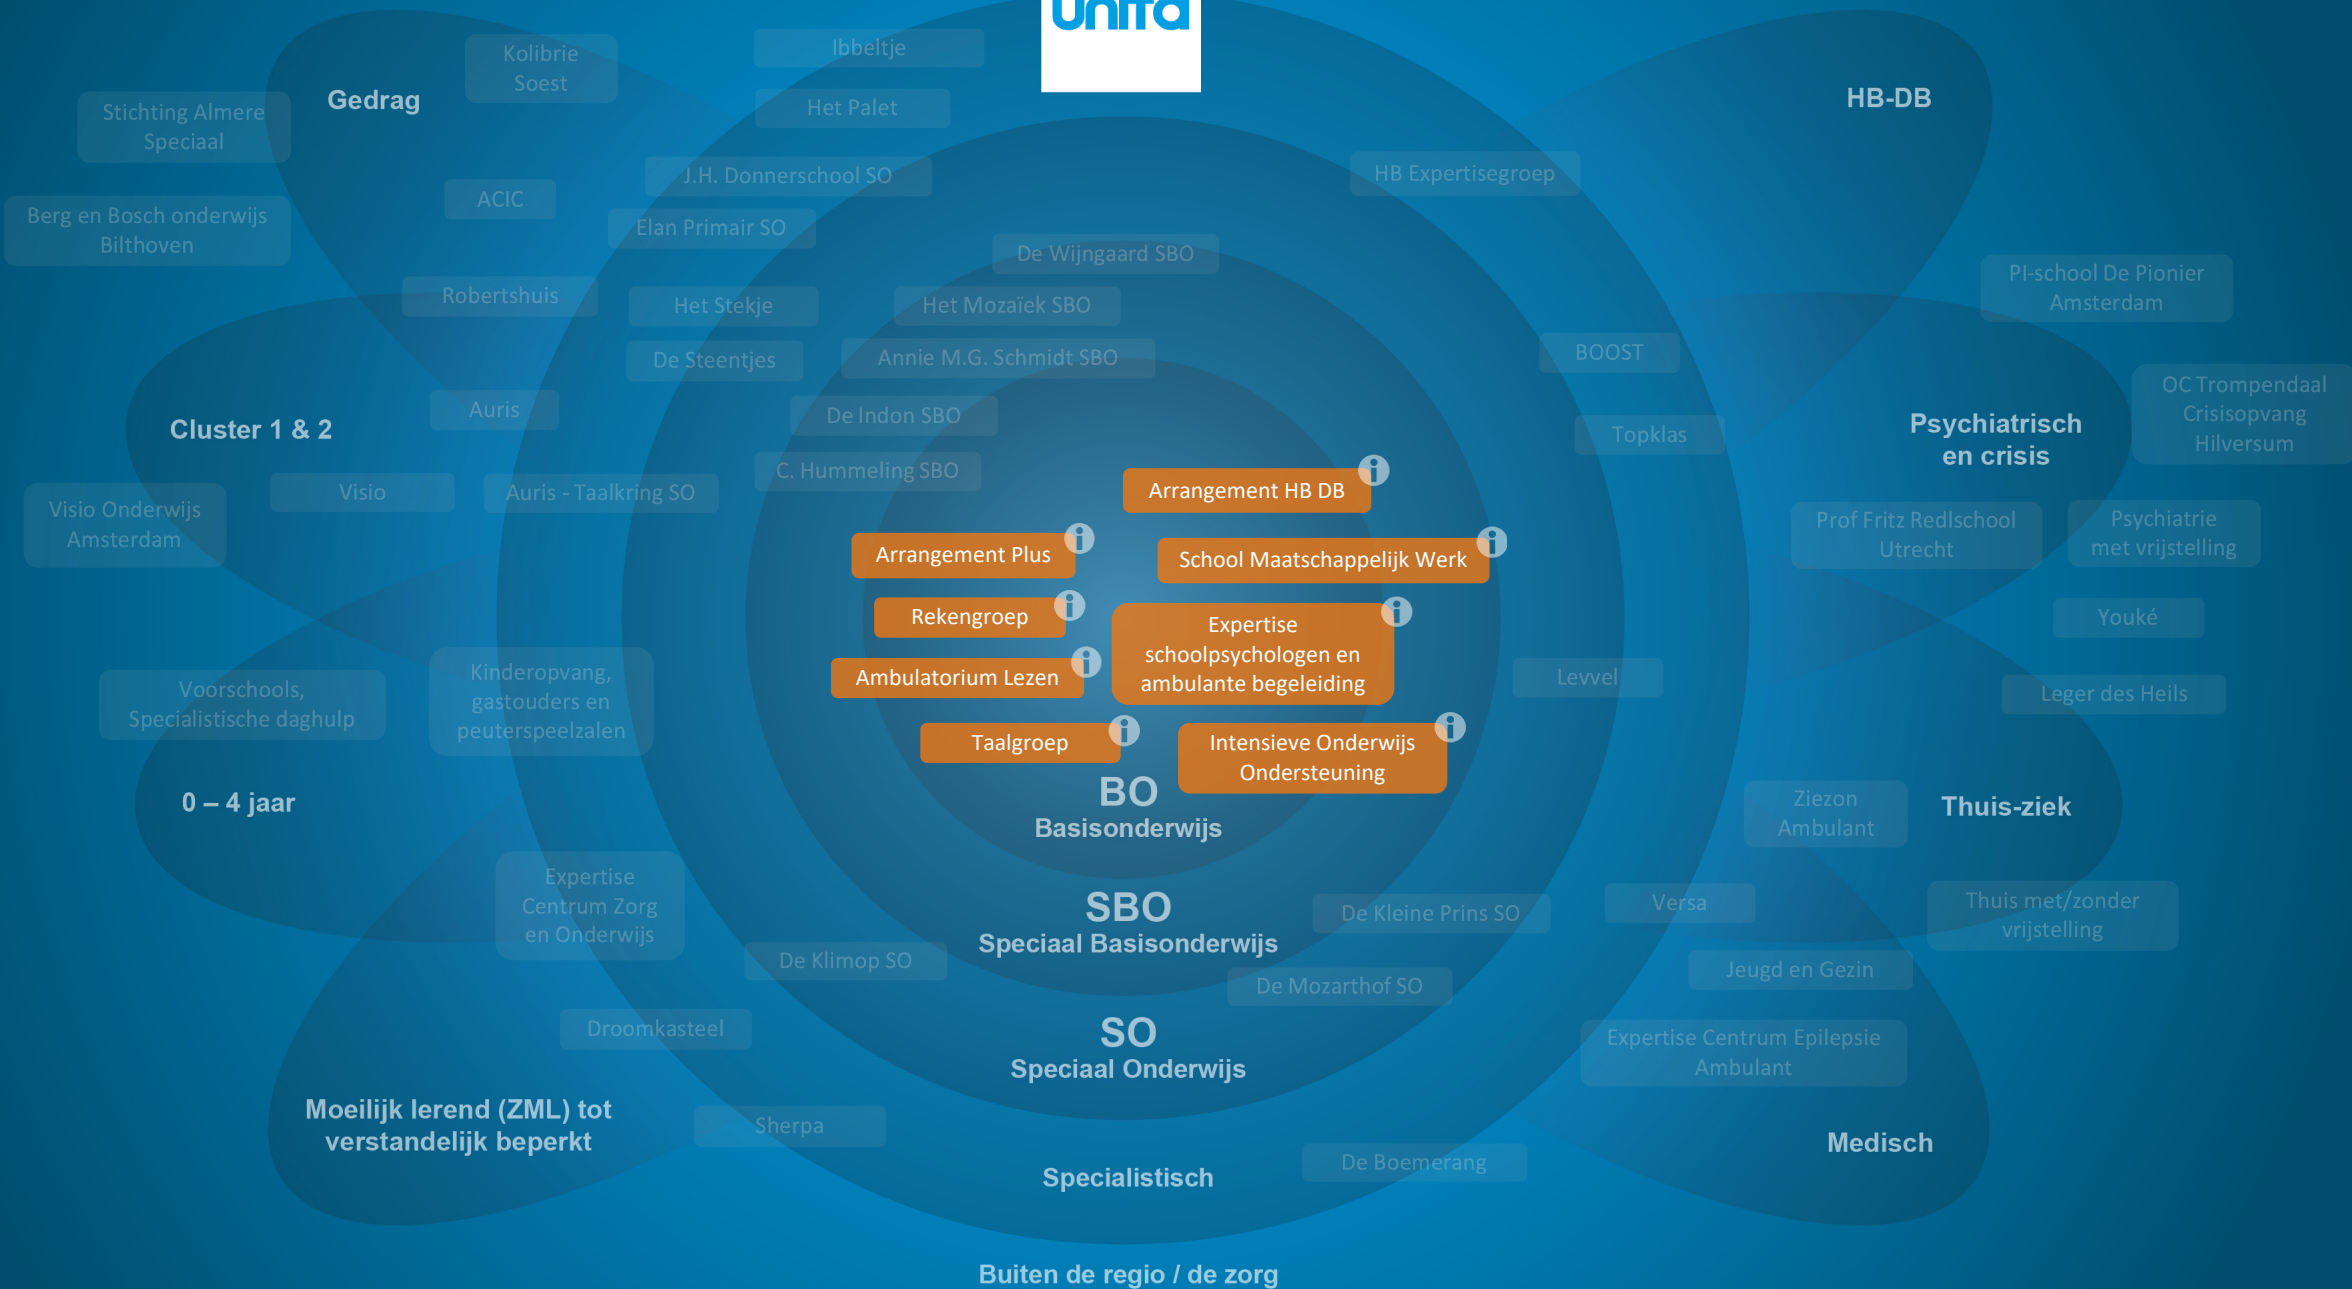 unita
Kolibrie
Soest
Ibbeltje
Gedrag
HB-DB
Stichting Almere
Speciaal
Het Palet
J.H. Donnerschool SO
HB Expertisegroep
ACIC
Berg en Bosch onderwijs
Bilthoven
Elan Primair SO
De Wijngaard SBO
PI-school De Pionier
Amsterdam
Robertshuis
Het Stekje
Het Mozaïek SBO
De Steentjes
Annie M.G. Schmidt SBO
BOOST
OC Trompendaal
Crisisopvang
Hilversum
Auris
De Indon SBO
Cluster 1 & 2
Topklas
Psychiatrisch
en crisis
C. Hummeling SBO
Visio
Auris - Taalkring SO
Arrangement HB DB
Visio Onderwijs
Amsterdam
Prof Fritz Redlschool
Utrecht
Psychiatrie
met vrijstelling
Arrangement Plus
School Maatschappelijk Werk
Rekengroep
Expertise
schoolpsychologen en
ambulante begeleiding
Youké
Ambulatorium Lezen
Levvel
Leger des Heils
Voorschools,
Specialistische daghulp
Kinderopvang,
gastouders en
peuterspeelzalen
Taalgroep
Intensieve Onderwijs
Ondersteuning
BO
Basisonderwijs
0 – 4 jaar
Ziezon
Ambulant
Thuis-ziek
Expertise
Centrum Zorg
en Onderwijs
SBO
Speciaal Basisonderwijs
De Kleine Prins SO
Versa
Thuis met/zonder
vrijstelling
De Klimop SO
Jeugd en Gezin
De Mozarthof SO
Droomkasteel
SO
Speciaal Onderwijs
Expertise Centrum Epilepsie
Ambulant
Moeilijk lerend (ZML) tot
verstandelijk beperkt
Sherpa
Medisch
De Boemerang
Specialistisch
Buiten de regio / de zorg